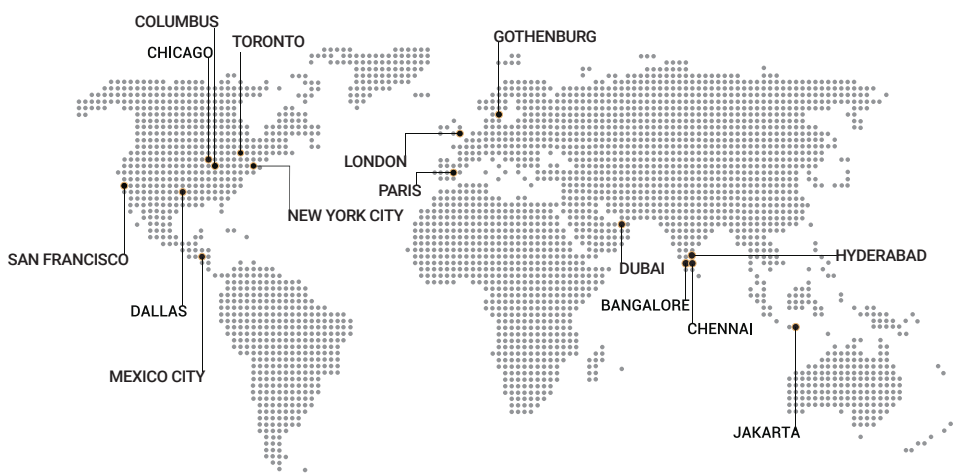 COLUMBUS
CHICAGO
TORONTO
GOTHENBURG
LONDON
PARIS
NEW YORK CITY
SAN FRANCISCO
DUBAI
HYDERABAD
DALLAS
BANGALORE
CHENNAI
MEXICO CITY
JAKARTA